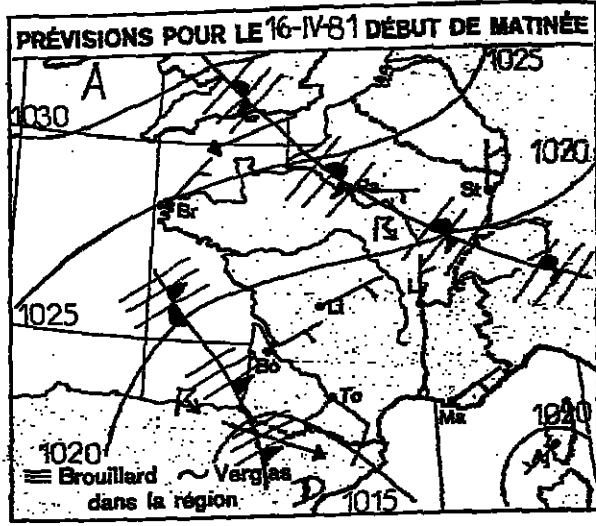 PRÉVISIONS POUR LE 16-IV-81 DÉBUT DE MATINÉE
A
1025
1030
1020
Pa
St
Br
1025
Li
L
Bo
To
Ma
1020
1020
A
≡ Brouillard ~ Verglas
dans la région
D
1015